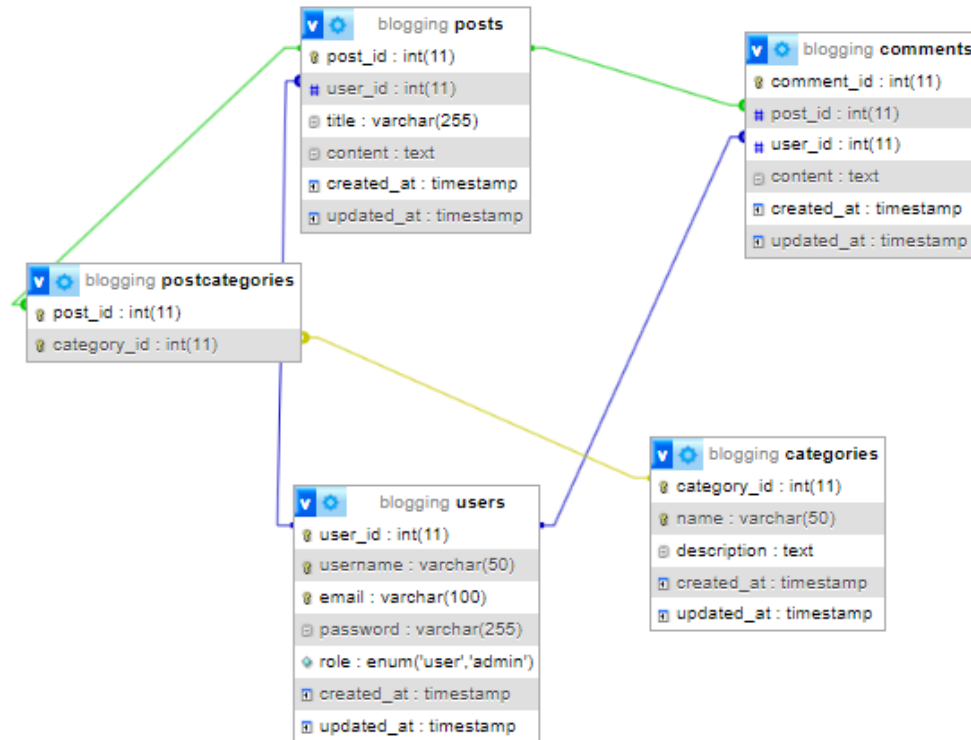 blogging posts
post_id : int(11)
user_id : int(11)
title : varchar(255)
content : text
created_at : timestamp
updated_at : timestamp
blogging comments
comment_id : int(11)
post_id : int(11)
user_id : int(11)
content : text
created_at : timestamp
updated_at : timestamp
blogging postcategories
post_id : int(11)
category_id : int(11)
blogging categories
category_id : int(11)
name : varchar(50)
description : text
created_at : timestamp
updated_at : timestamp
blogging users
user_id : int(11)
username : varchar(50)
email : varchar(100)
password : varchar(255)
role : enum('user','admin')
created_at : timestamp
updated_at : timestamp